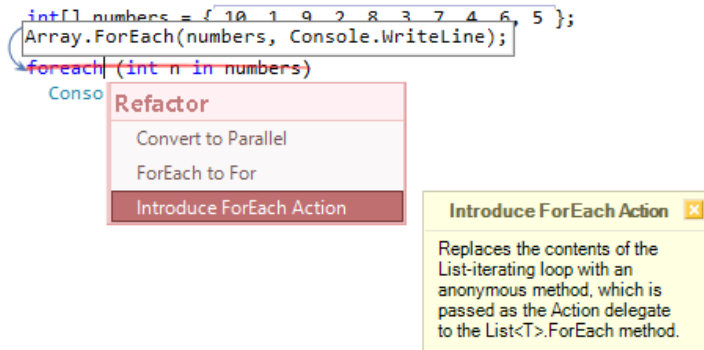 int[] numbers = { 10, 1, 9, 2, 8, 3, 7, 4, 6, 5 };
Array.ForEach(numbers, Console.WriteLine);
foreach (int n in numbers)
Conso
Refactor
Convert to Parallel
ForEach to For
Introduce ForEach Action
Introduce ForEach Action
Replaces the contents of the
List-iterating loop with an
anonymous method, which is
passed as the Action delegate
to the List<T>.ForEach method.